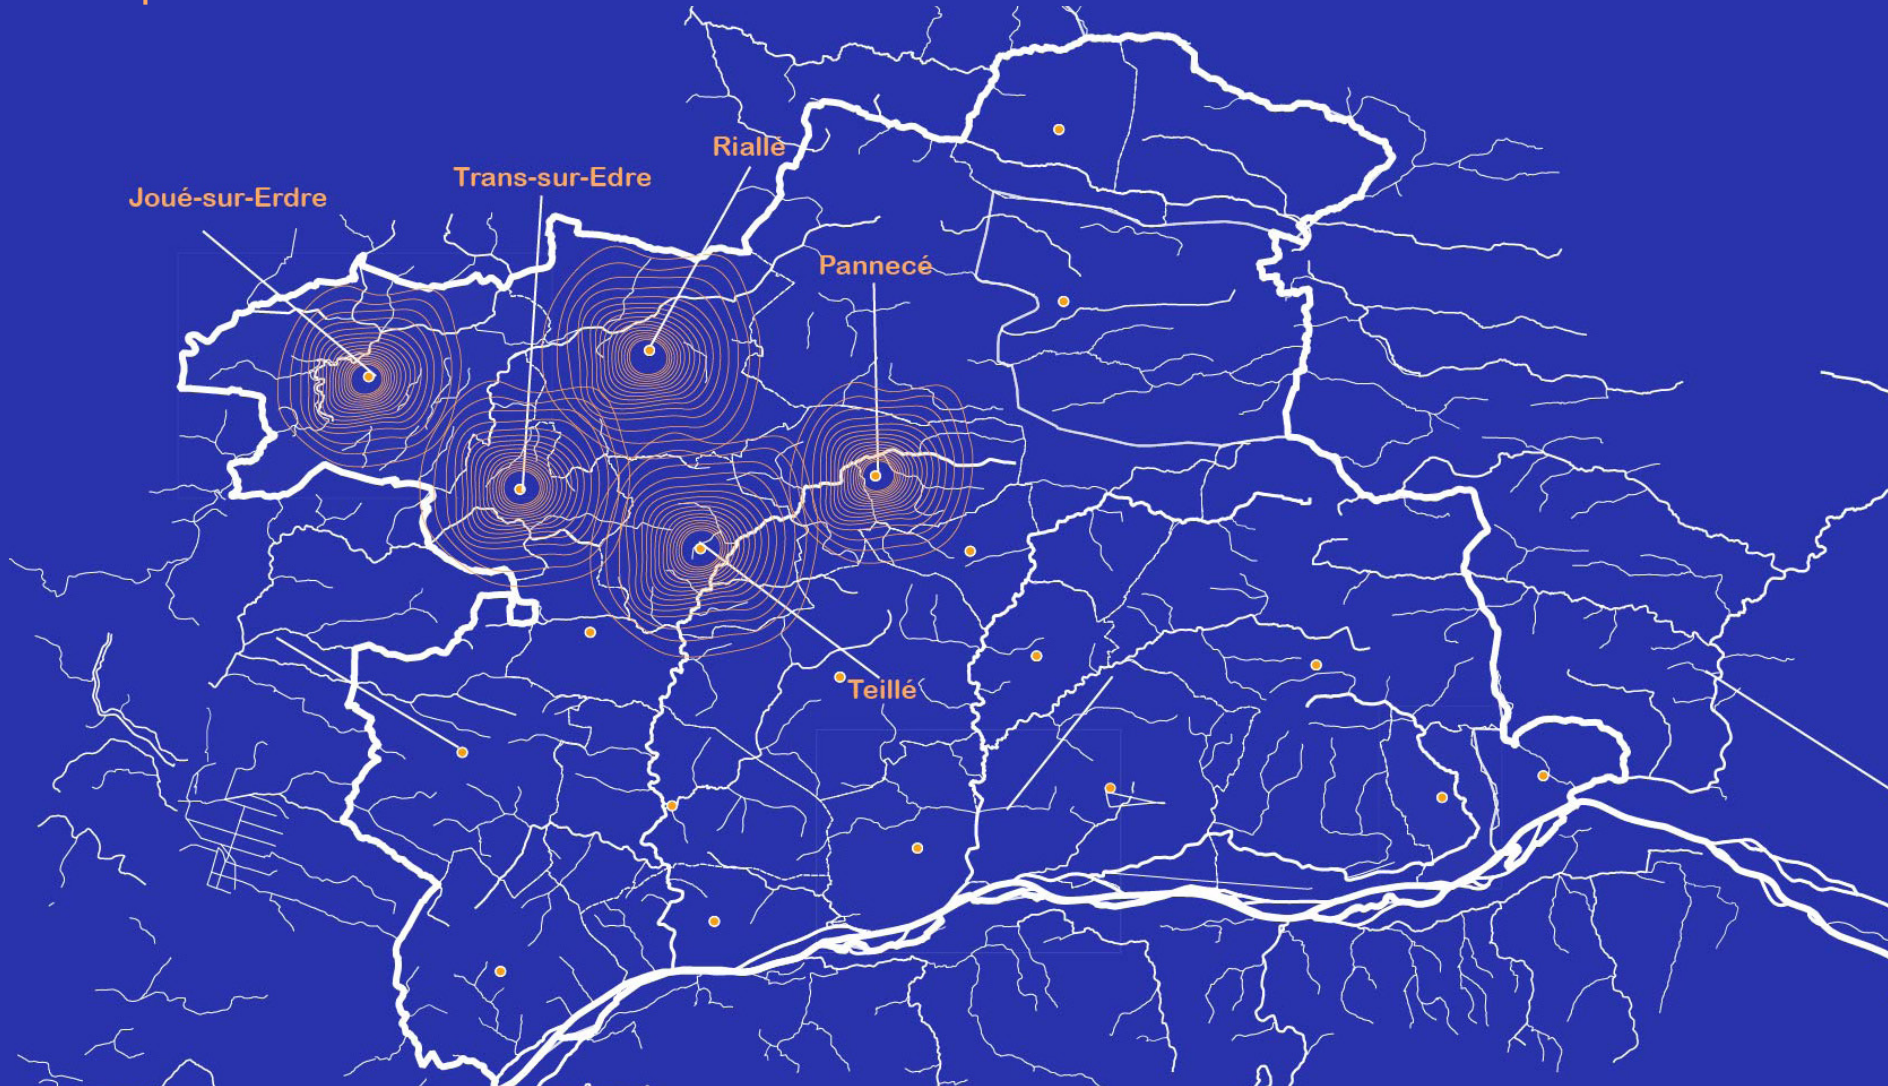 Riallé
Trans-sur-Edre
Joué-sur-Erdre
Pannecé
Teillé